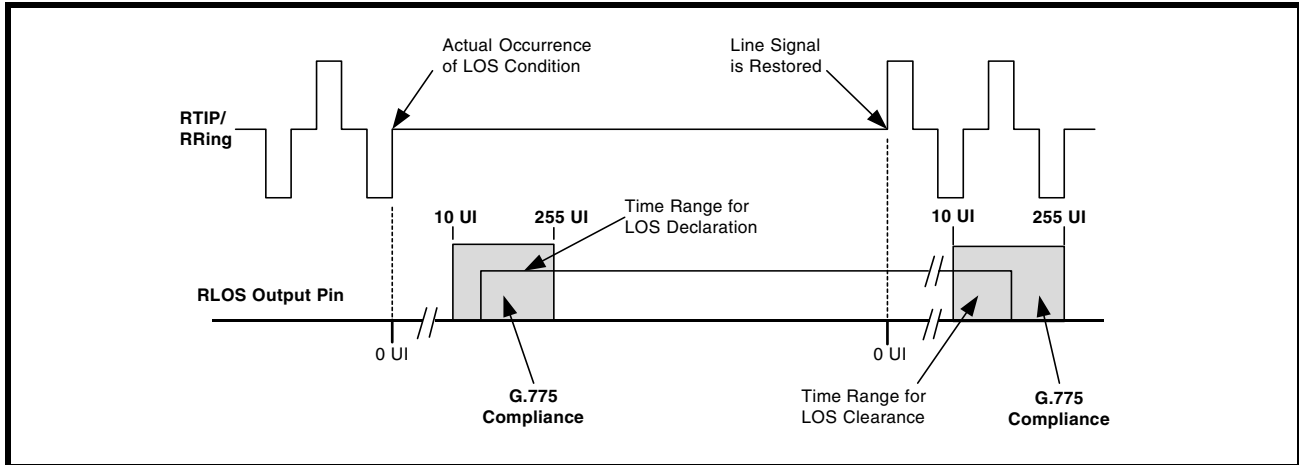 Actual Occurrence
of LOS Condition
Line Signal
is Restored
RTIP/
RRing
10 UI
255 UI
Time Range for
LOS Declaration
10 UI
255 UI
RLOS Output Pin
0 UI
0 UI
G.775
Compliance
Time Range for
LOS Clearance
G.775
Compliance